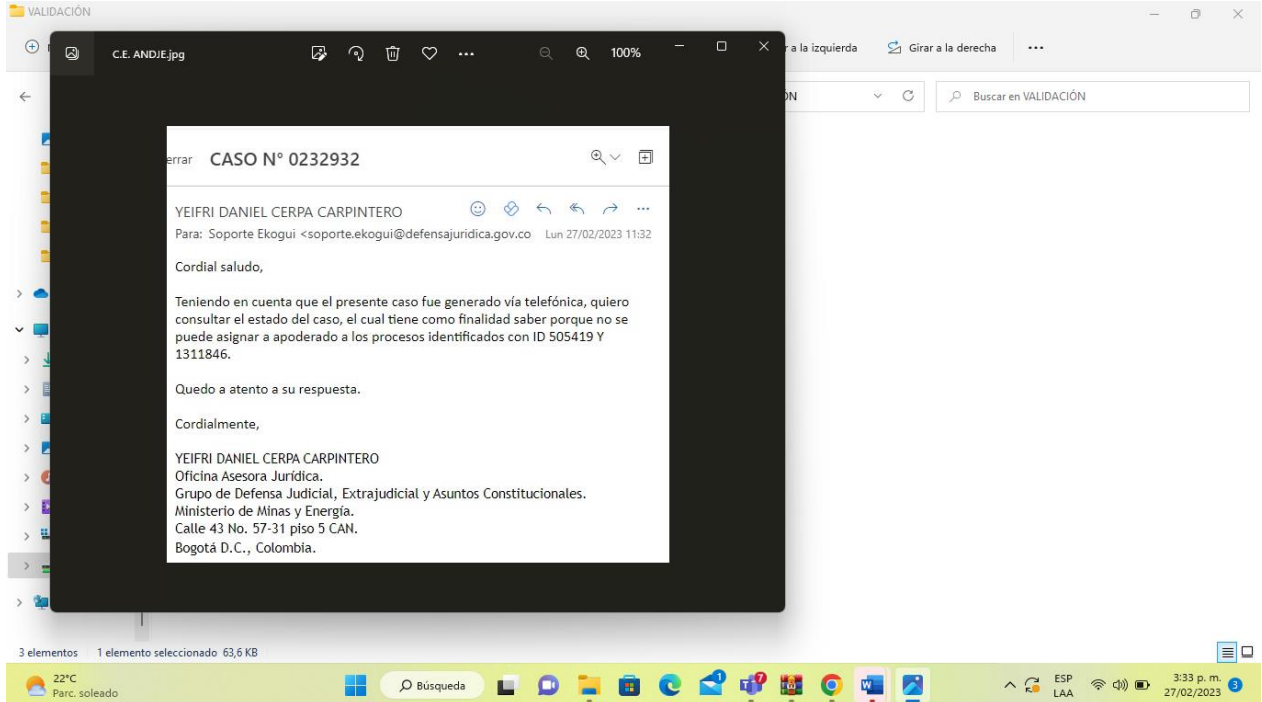 VALIDACIÓN
C.E. ANDJE.jpg
100%
r a la izquierda
Girar a la derecha
ÓN
Buscar en VALIDACIÓN
errar CASO N° 0232932
YEIFRI DANIEL CERPA CARPINTERO
Para: Soporte Ekogui <soporte.ekogui@defensajuridica.gov.co Lun 27/02/2023 11:32
Cordial saludo,
Teniendo en cuenta que el presente caso fue generado vía telefónica, quiero
consultar el estado del caso, el cual tiene como finalidad saber porque no se
puede asignar a apoderado a los procesos identificados con ID 505419 Y
1311846.
Quedo a atento a su respuesta.
Cordialmente,
YEIFRI DANIEL CERPA CARPINTERO
Oficina Asesora Jurídica.
Grupo de Defensa Judicial, Extrajudicial y Asuntos Constitucionales.
Ministerio de Minas y Energía.
Calle 43 No. 57-31 piso 5 CAN.
Bogotá D.C., Colombia.
3 elementos 1 elemento seleccionado 63,6 KB
22°C
Parc. soleado
Búsqueda
7
ESP
LAA
3:33 p. m.
27/02/2023
3